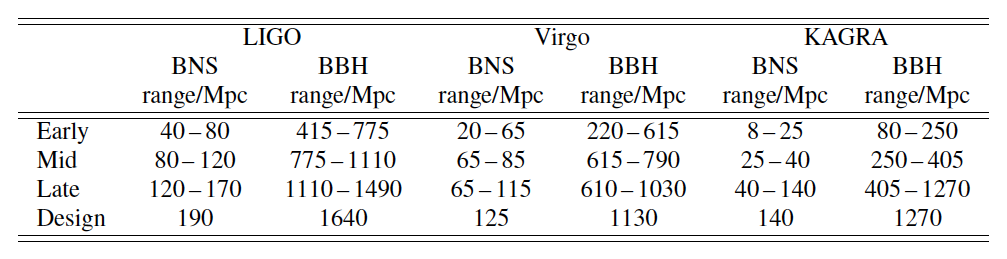 LIGO Virgo KAGRA
BNS BBH BNS BBH BNS BBH
range/Mpc range/Mpc range/Mpc range/Mpc range/Mpc range/Mpc
Early 40 – 80 415 – 775 20 – 65 220 – 615 8 – 25 80 – 250
Mid 80 – 120 775 – 1110 65 – 85 615 – 790 25 – 40 250 – 405
Late 120 – 170 1110 – 1490 65 – 115 610 – 1030 40 – 140 405 – 1270
Design 190 1640 125 1130 140 1270